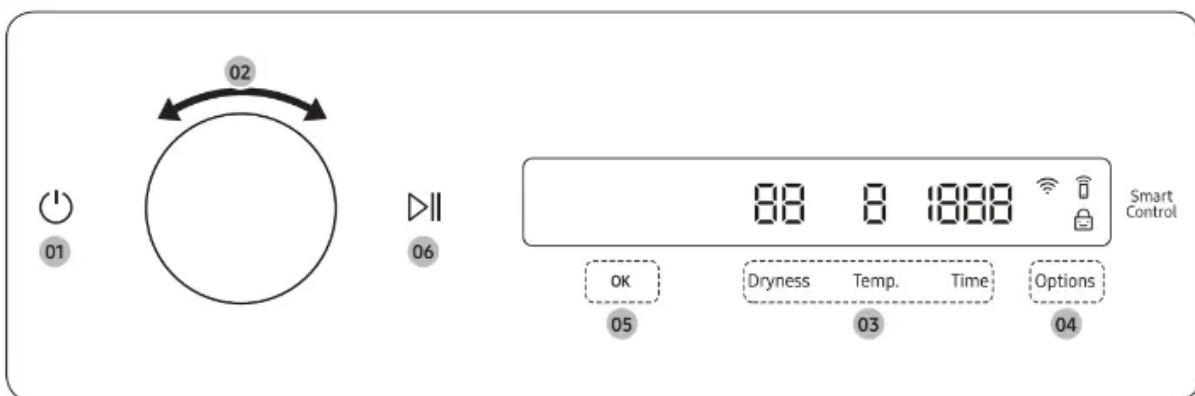 02
88 8 1888
Smart
Control
01
06
OK
Dryness Temp. Time
Options
05
03
04